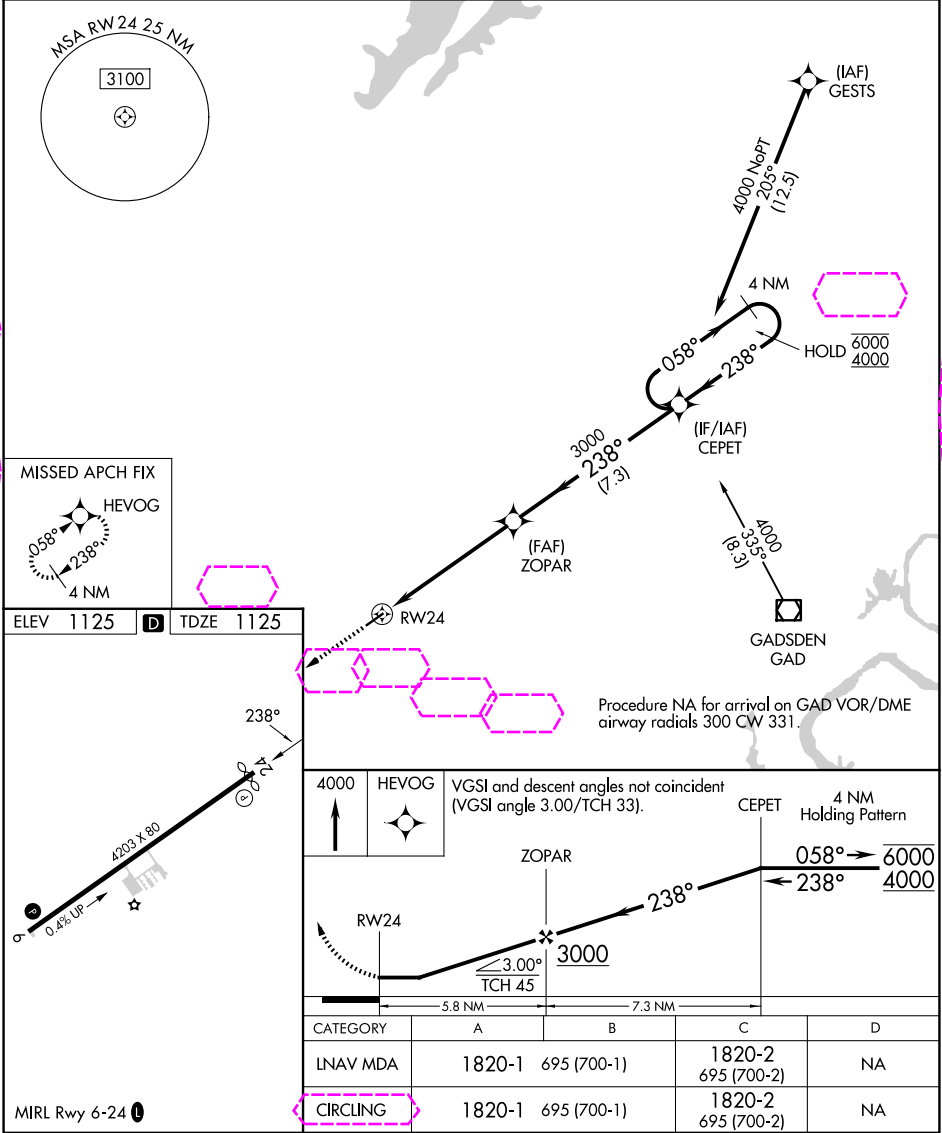 MSA RW24 25 NM
3100
(IAF)
GESTS
4000 NoPT
205°
(12.5)
4 NM
HOLD 6000
4000
058°
238°
(IF/IAF)
CEPET
3000
238°
(7.3)
(FAF)
ZOPAR
4000
335°
(8.3)
GADSDEN
GAD
RW24
Procedure NA for arrival on GAD VOR/DME
airway radials 300 CW 331.
MISSED APCH FIX
HEVOG
058°
238°
4 NM
ELEV 1125 D TDZE 1125
238°
24
P
4203 X 80
P
0.4% UP
6
MIRL Rwy 6-24 L
4000
HEVOG
VGSI and descent angles not coincident
(VGSI angle 3.00/TCH 33).
CEPET
4 NM
Holding Pattern
058° 6000
238° 4000
ZOPAR
238°
RW24
3000
3.00°
TCH 45
5.8 NM
7.3 NM
CATEGORY A B C D
LNAV MDA 1820-1 695 (700-1) 1820-2 695 (700-2) NA
CIRCLING 1820-1 695 (700-1) 1820-2 695 (700-2) NA